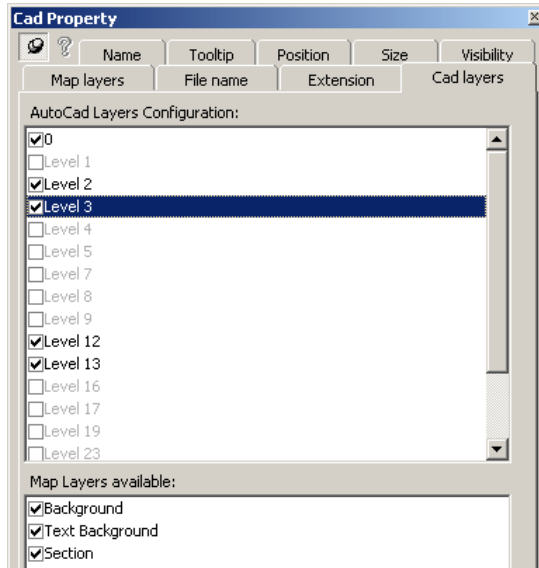 Cad Property
Name Tooltip Position Size Visibility
Map layers File name Extension Cad layers
AutoCad Layers Configuration:
0
Level 1
Level 2
Level 3
Level 4
Level 5
Level 7
Level 8
Level 9
Level 12
Level 13
Level 16
Level 17
Level 19
Level 23
Map Layers available:
Background
Text Background
Section